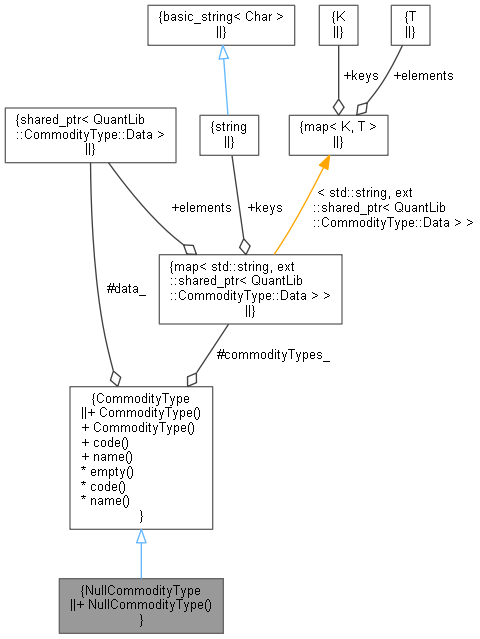 {basic_string< Char >
||}
{K
||}
{T
||}
+keys
+elements
{shared_ptr< QuantLib
::CommodityType::Data >
||}
{string
||}
{map< K, T >
||}
+elements
+keys
< std::string, ext
::shared_ptr< QuantLib
::CommodityType::Data > >
{map< std::string, ext
::shared_ptr< QuantLib
::CommodityType::Data > >
||}
#data_
#commodityTypes_
{CommodityType
||+ CommodityType()
+ CommodityType()
+ code()
+ name()
* empty()
* code()
* name()
}
{NullCommodityType
||+ NullCommodityType()
}